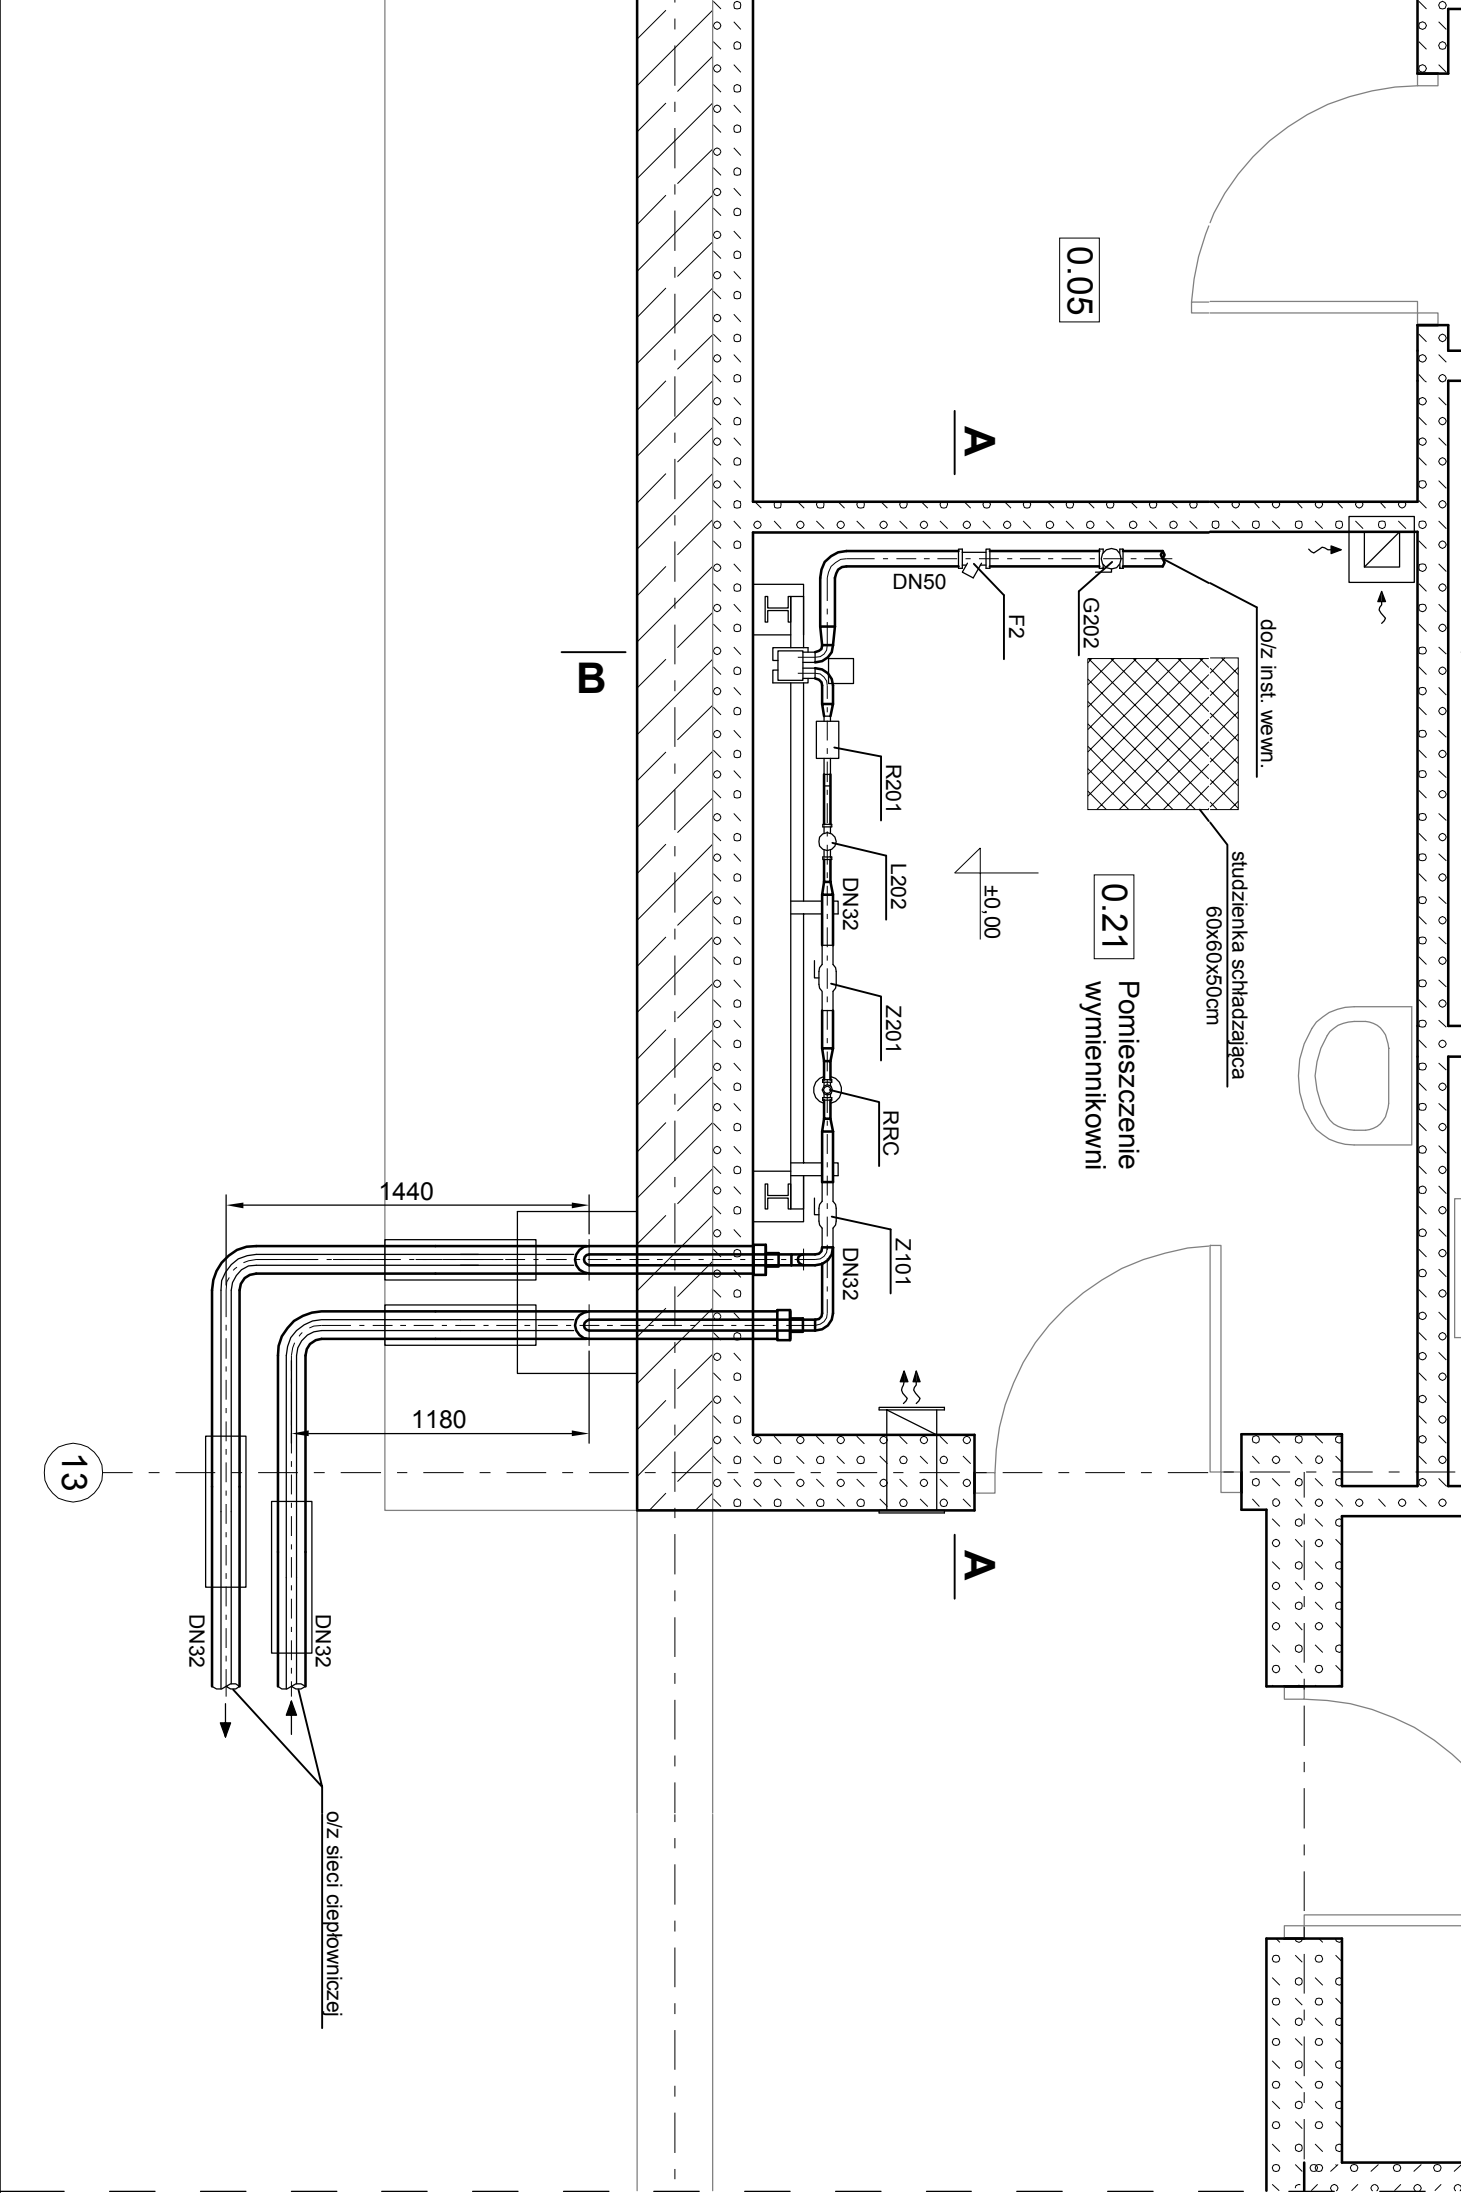 0.05
A
do/z inst. wewn.
G202
F2
DN50
B
R201
L202
DN32
±0,00
studzienka schładzająca
60x60x50cm
0.21
Pomieszczenie
wymiennikowni
Z201
RRC
Z101
DN32
1440
1180
13
A
DN32
DN32
o/z sieci ciepłowniczej